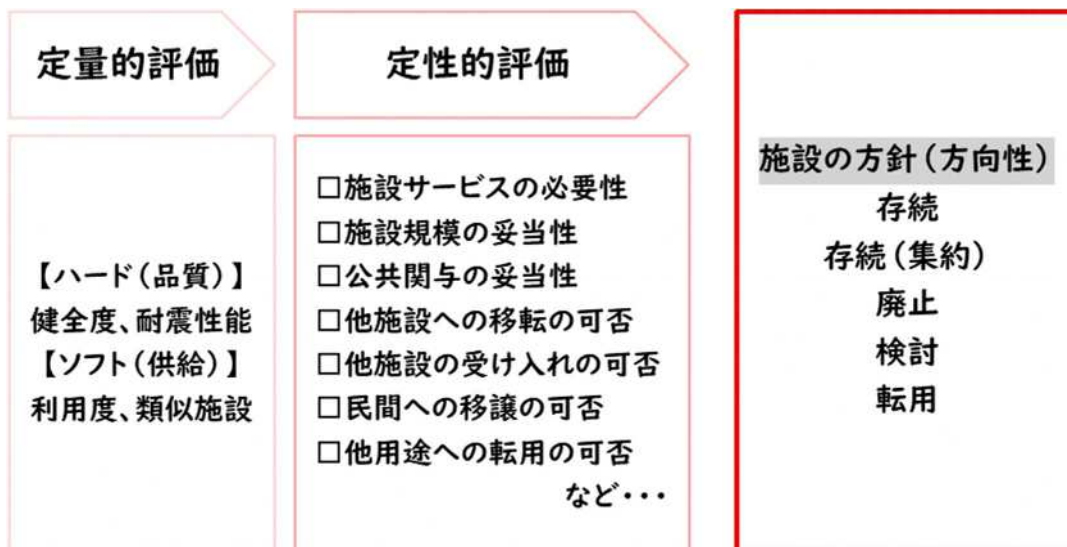 定量的評価
【ハード(品質)】
健全度、耐震性能
【ソフト(供給)】
利用度、類似施設
定性的評価
□施設サービスの必要性
□施設規模の妥当性
□公共関与の妥当性
□他施設への移転の可否
□他施設の受け入れの可否
□民間への移譲の可否
□他用途への転用の可否
など・・・
施設の方針(方向性)
存続
存続(集約)
廃止
検討
転用